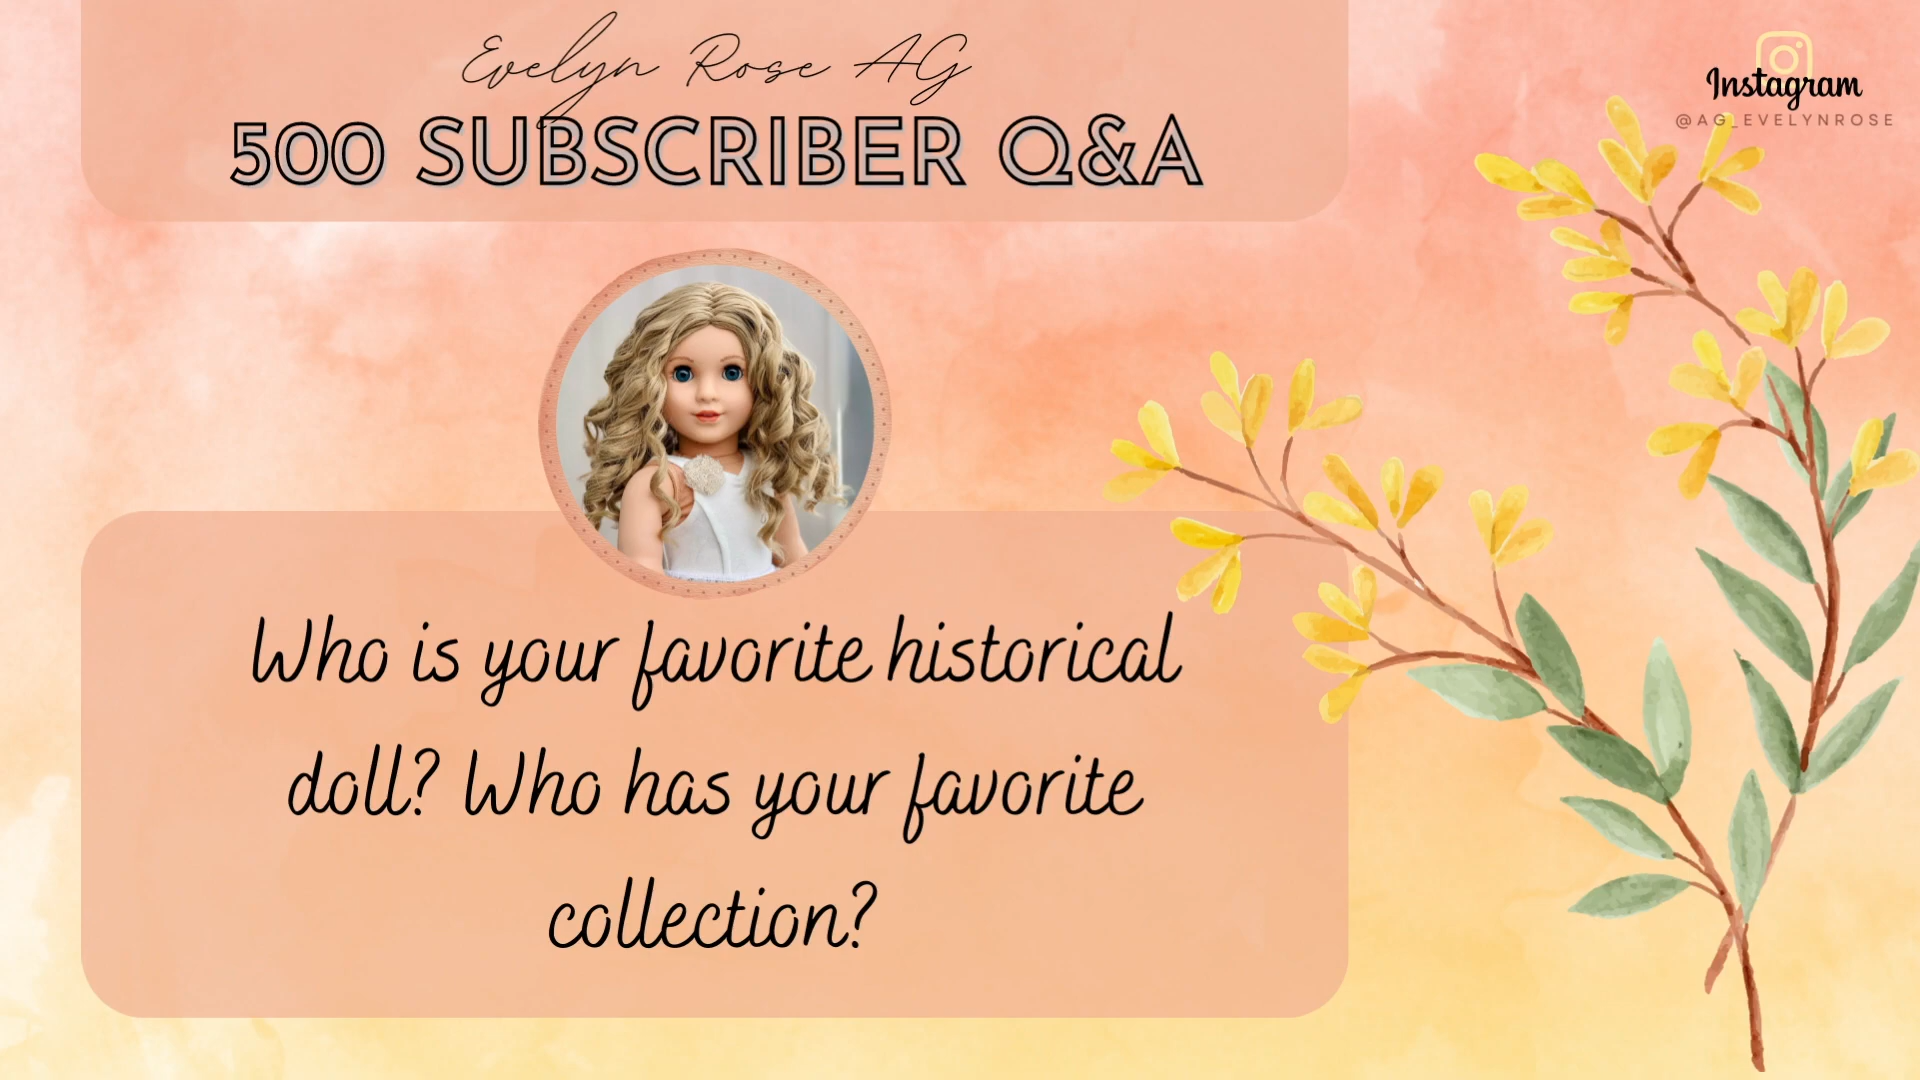 Evelyn Rose AG
500 SUBSCRIBER Q&A
Instagram
@AG_EVELYNROSE
Who is your favorite historical
doll? Who has your favorite
collection?